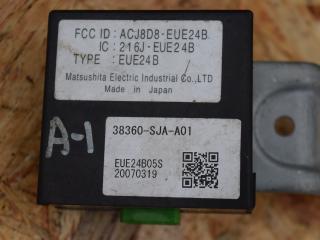 FCC ID : ACJ8D8-EUE24B
IC : 216J-EUE24B
TYPE : EUE24B
Matsushita Electric Industrial Co.,LTD
Made in Japan
A-1
38360-SJA-A01
EUE24B05S
20070319